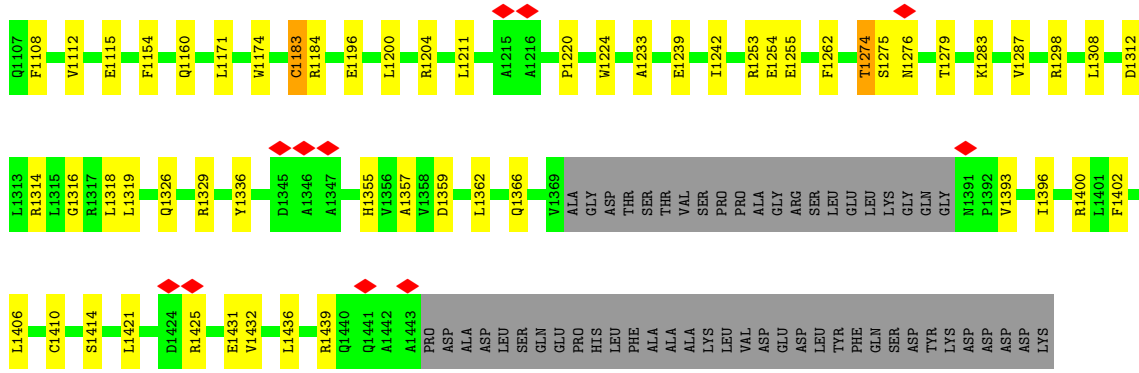 Q1107 F1108 V1112 E1115 F1154 Q1160 L1171 W1174 C1183 R1184 E1196 L1200 R1204 L1211 A1215 A1216 P1220 W1224 A1233 E1239 I1242 R1253 E1254 E1255 F1262 T1274 S1275 N1276 T1279 K1283 V1287 R1298 L1308 D1312
L1313 R1314 L1315 G1316 R1317 L1318 L1319 Q1326 R1329 Y1336 D1345 A1346 A1347 H1355 V1356 A1357 V1358 D1359 L1362 Q1366 V1369 ALA GLY ASP THR SER THR VAL SER PRO PRO ALA GLY ARG SER LEU GLU LEU LYS GLY GLN GLY N1391 P1392 V1393 I1396 R1400 L1401 F1402
L1406 C1410 S1414 L1421 D1424 R1425 E1431 V1432 L1436 R1439 Q1440 Q1441 A1442 A1443 PRO ASP ALA ALA ASP LEU SER GLN GLU PRO HIS LEU PHE ALA ALA ALA LYS LEU VAL ASP GLU ASP LEU TYR PHE GLN SER ASP TYR LYS ASP ASP ASP ASP LYS